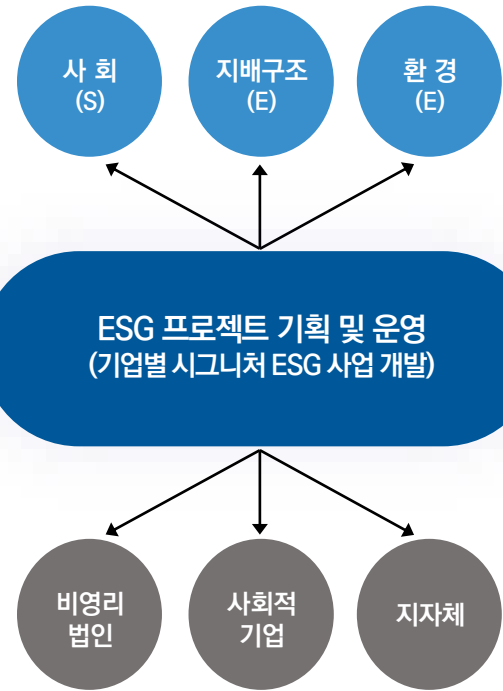 사 회
(S)
지배구조
(E)
환 경
(E)
ESG 프로젝트 기획 및 운영
(기업별 시그니처 ESG 사업 개발)
비영리
법인
사회적
기업
지자체